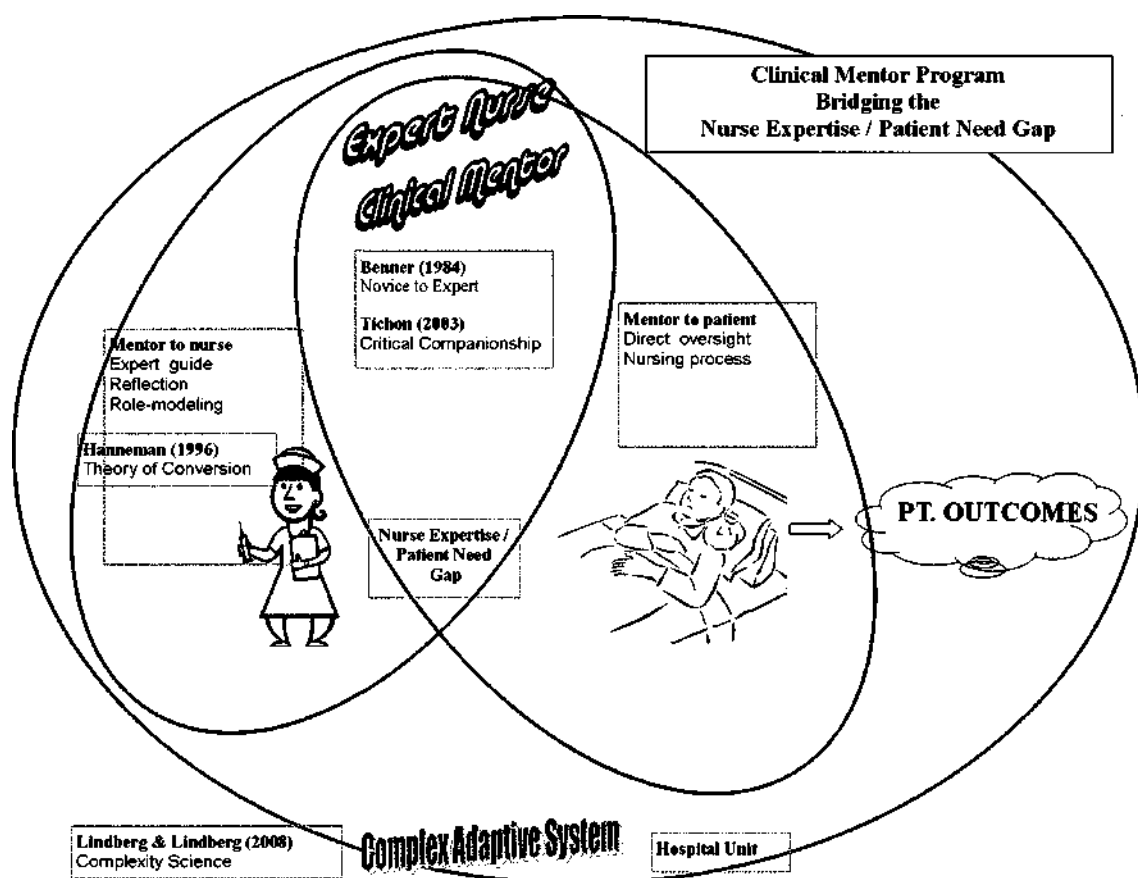 Clinical Mentor Program
Bridging the
Nurse Expertise / Patient Need Gap
Expert Nurse
Clinical Mentor
Benner (1984)
Novice to Expert
Tichon (2003)
Critical Companionship
Mentor to nurse
Expert guide
Reflection
Role-modeling
Hanneman (1996)
Theory of Conversion
Mentor to patient
Direct oversight
Nursing process
Nurse Expertise /
Patient Need
Gap
PT. OUTCOMES
Lindberg & Lindberg (2008)
Complexity Science
Complex Adaptive System
Hospital Unit